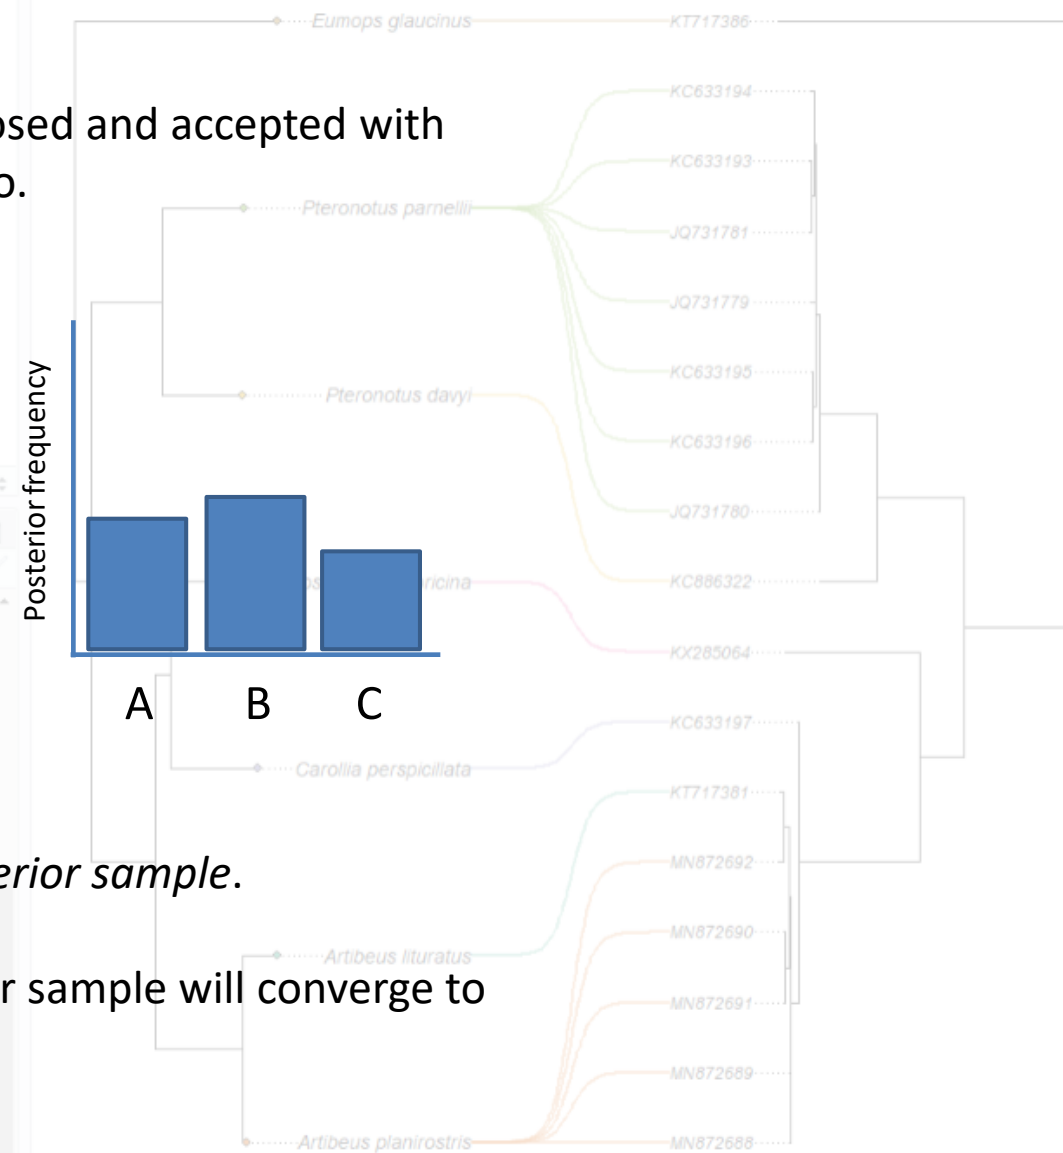 Eumops glaucinus KT717386
KC633194
osed and accepted with
KC633193
o.
Pteronotus parnellii
JQ731781
JQ731779
Posterior frequency
KC633195
Pteronotus davyi
KC633196
JQ731780
KC886322
KX285064
A B C
KC633197
Carollia perspicillata
KT717381
MN872692
erior sample.
MN872690
Artibeus lituratus
r sample will converge to
MN872691
MN872689
Artibeus planirostris MN872688